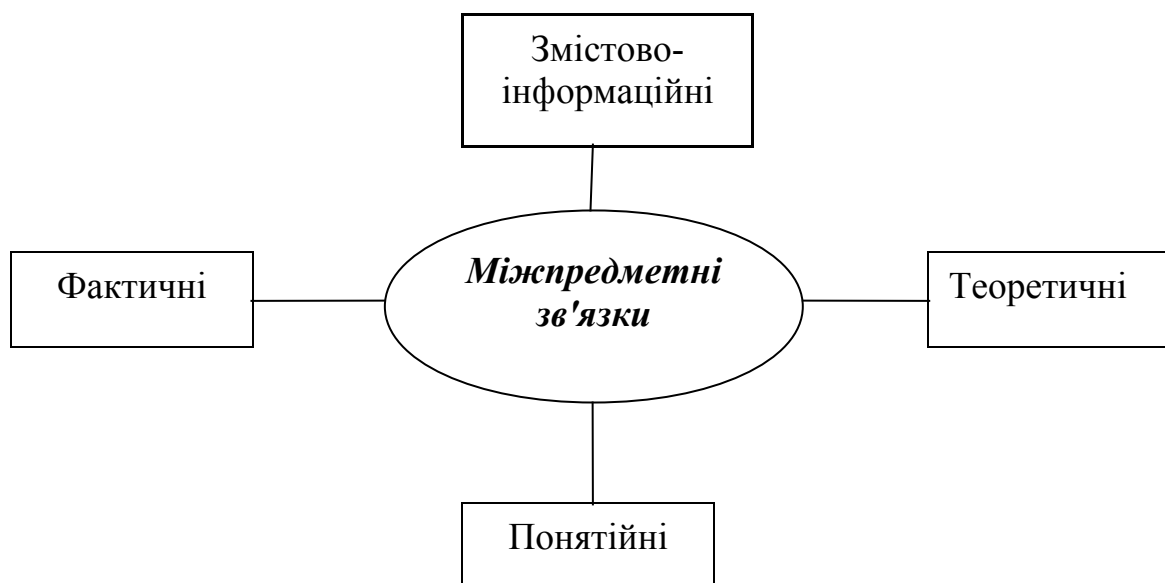 Змістово-
інформаційні
Фактичні
Міжпредметні
зв'язки
Теоретичні
Понятійні